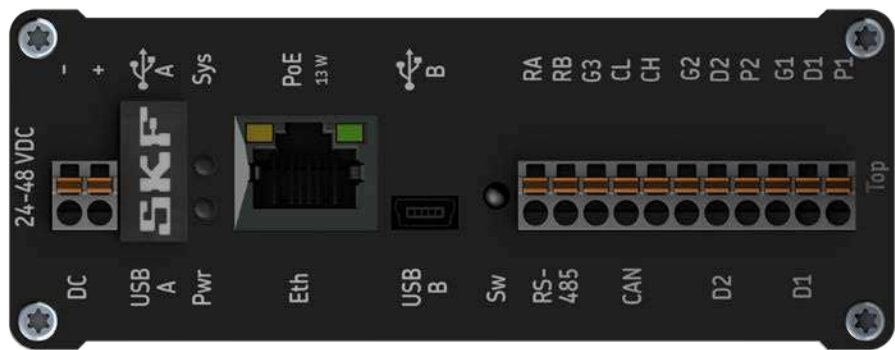 24-48 VDC
- +
A
Sys
PoE
13 W
B
RA RB G3 CL CH G2 D2 P2 G1 D1 P1
SKF
Top
DC
USB A
Pwr
Eth
USB B
Sw
RS-485
CAN
D2
D1